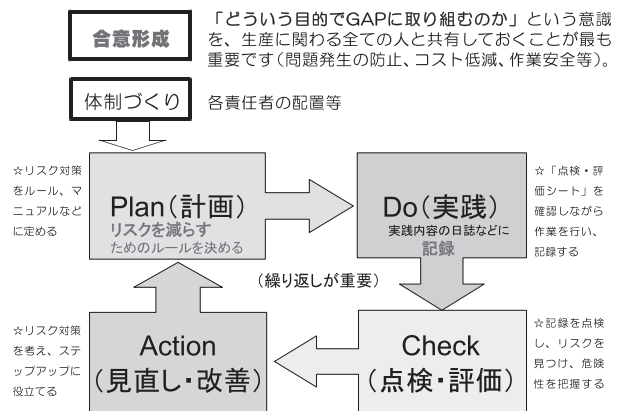 合意形成
「どういう目的でGAPに取り組むのか」という意識
を、生産に関わる全ての人と共有しておくことが最も
重要です（問題発生の防止、コスト低減、作業安全等）。
体制づくり
各責任者の配置等
☆リスク対策
をルール、マ
ニュアルなど
に定める
Plan（計画）
リスクを減らす
ためのルールを決める
Do（実践）
実践内容の日誌などに
記録
☆「点検・評
価シート」を
確認しながら
作業を行い、
記録する
（繰り返しが重要）
☆リスク対策
を考え、ステ
ップアップに
役立てる
Action
（見直し・改善）
Check
（点検・評価）
☆記録を点検
し、リスクを
見つけ、危険
性を把握する